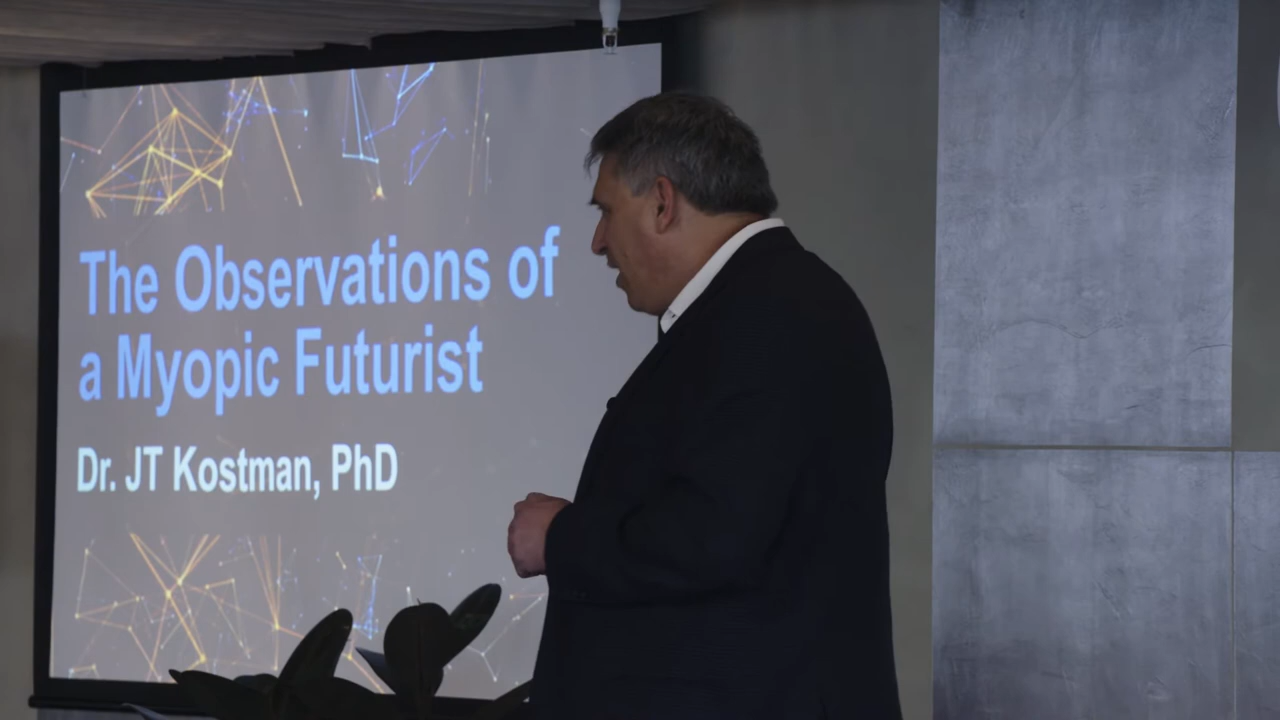 The Observations of
a Myopic Futurist
Dr. JT Kostman, PhD